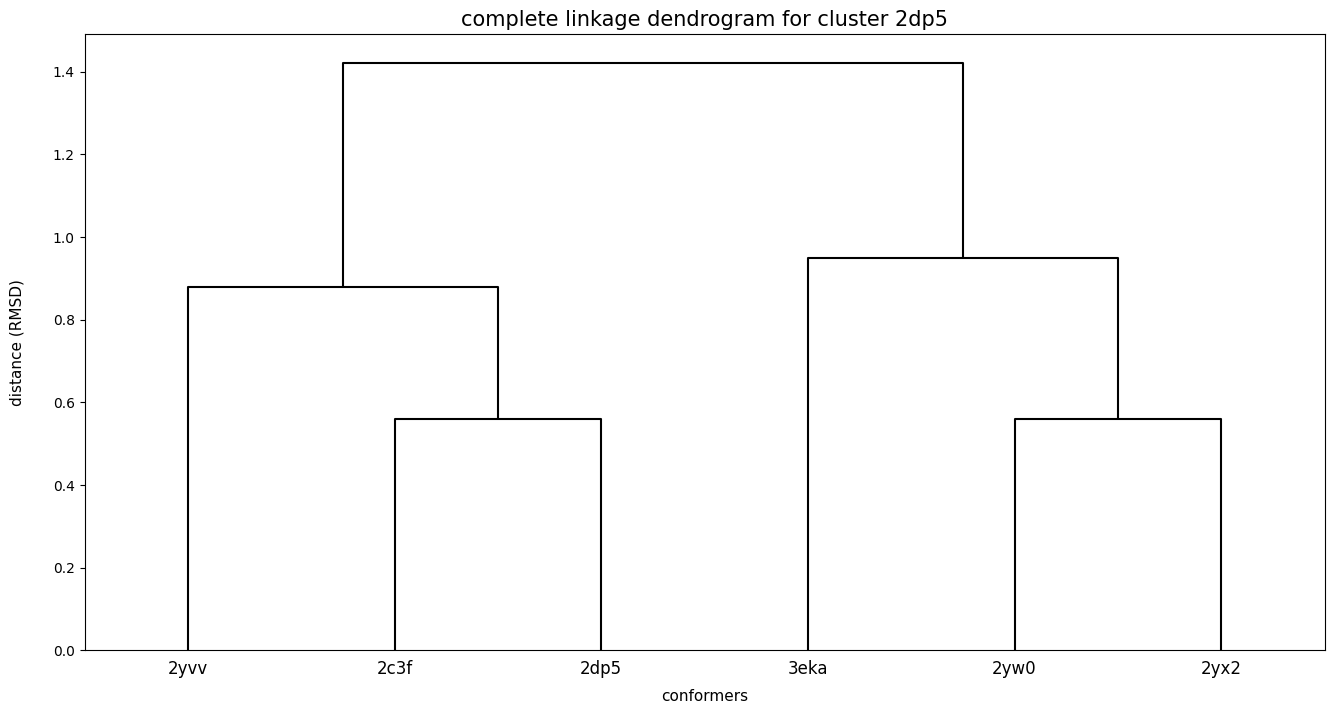 complete linkage dendrogram for cluster 2dp5
distance (RMSD)
1.4
1.2
1.0
0.8
0.6
0.4
0.2
0.0
2yvv 2c3f 2dp5 3eka 2yw0 2yx2
conformers